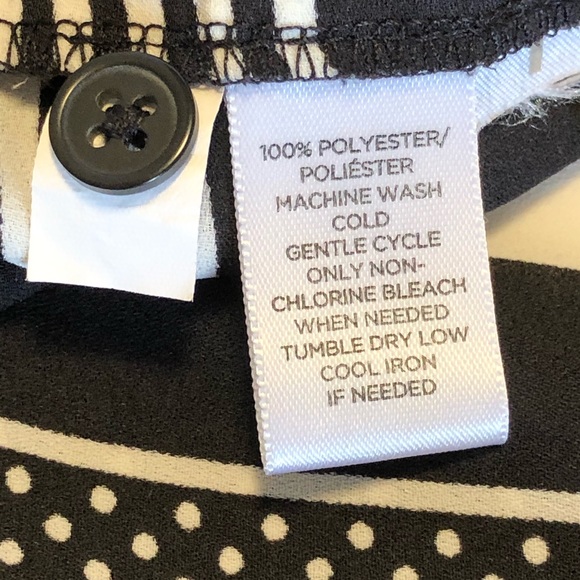 100% POLYESTER/
POLIÉSTER
MACHINE WASH
COLD
GENTLE CYCLE
ONLY NON-
CHLORINE BLEACH
WHEN NEEDED
TUMBLE DRY LOW
COOL IRON
IF NEEDED